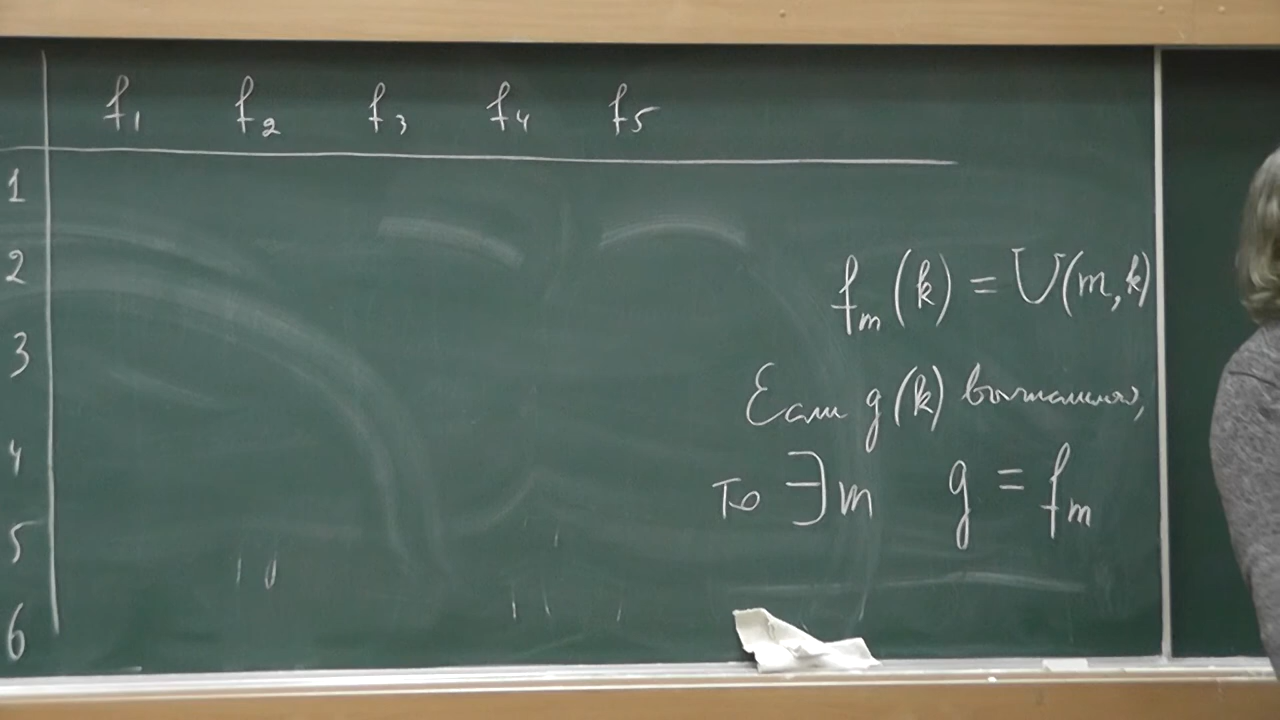 f₁ f₂ f₃ f₄ f₅
1
2
3
4
5
6
fₘ(k) = U(m,k)
Если g(k) вычислима,
то ∃m g = fₘ